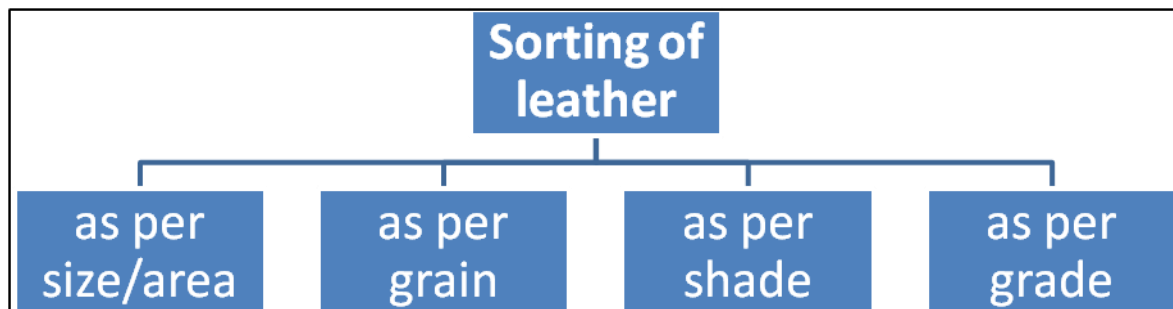 Sorting of
leather
as per
size/area
as per
grain
as per
shade
as per
grade